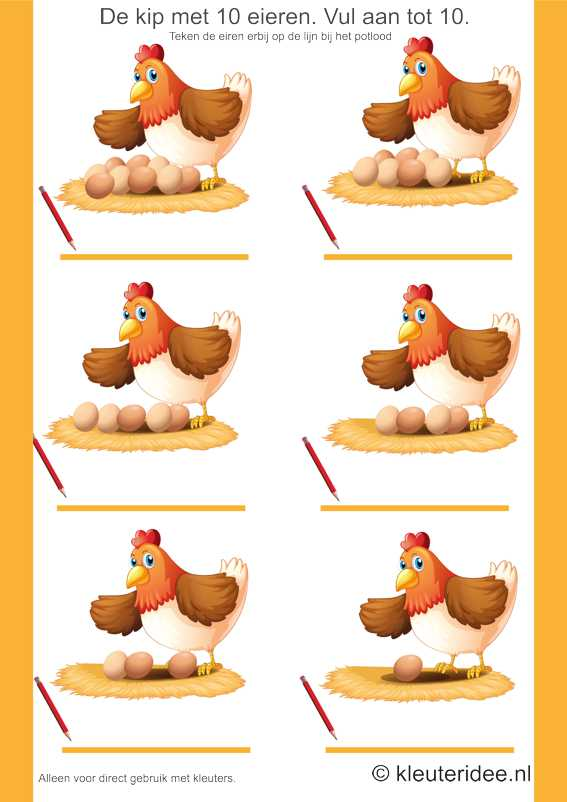 De kip met 10 eieren. Vul aan tot 10.
Teken de eiren erbij op de lijn bij het potlood
Alleen voor direct gebruik met kleuters.
© kleuteridee.nl